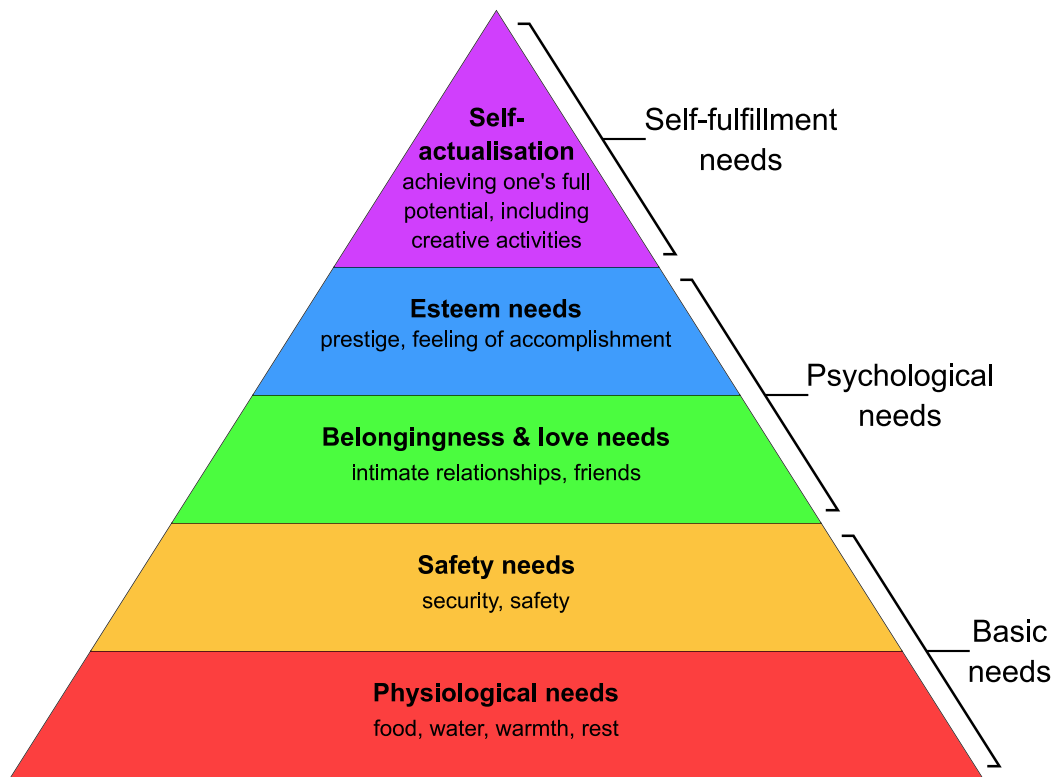 Self-
actualisation
achieving one's full
potential, including
creative activities
Self-fulfillment
needs
Esteem needs
prestige, feeling of accomplishment
Psychological
needs
Belongingness & love needs
intimate relationships, friends
Safety needs
security, safety
Basic
needs
Physiological needs
food, water, warmth, rest